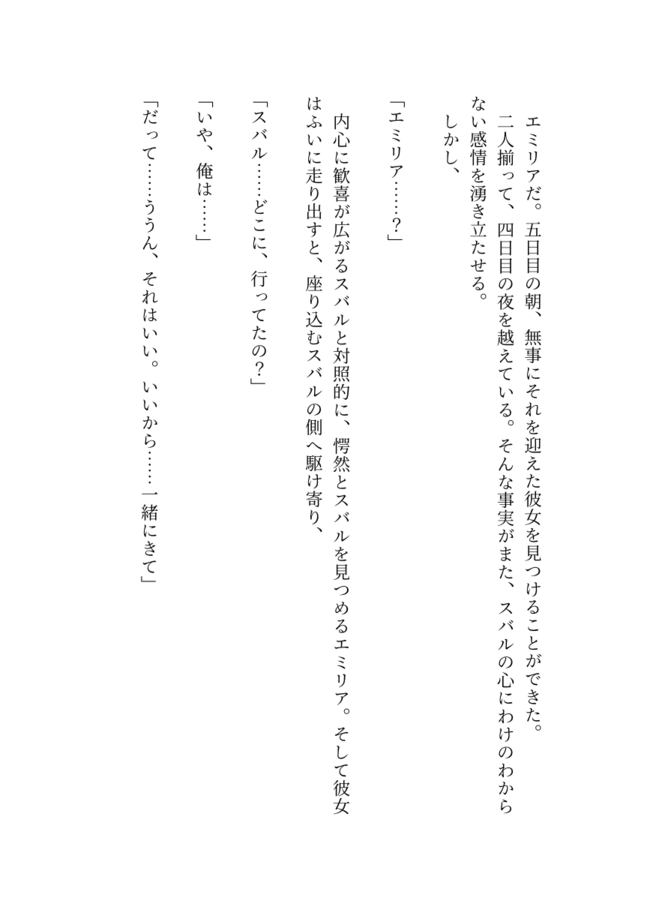 エミリアだ。五日目の朝、無事にそれを迎えた彼女を見つけることができた。
二人揃って、四日目の夜を越えている。そんな事実がまた、スバルの心にわけのわから
ない感情を湧き立たせる。
しかし、
「エミリア……？」
内心に歓喜が広がるスバルと対照的に、愕然とスバルを見つめるエミリア。そして彼女
はふいに走り出すと、座り込むスバルの側へ駆け寄り、
「スバル……どこに、行ってたの？」
「いや、俺は……」
「だって……ううん、それはいい。いいから……一緒にきて」